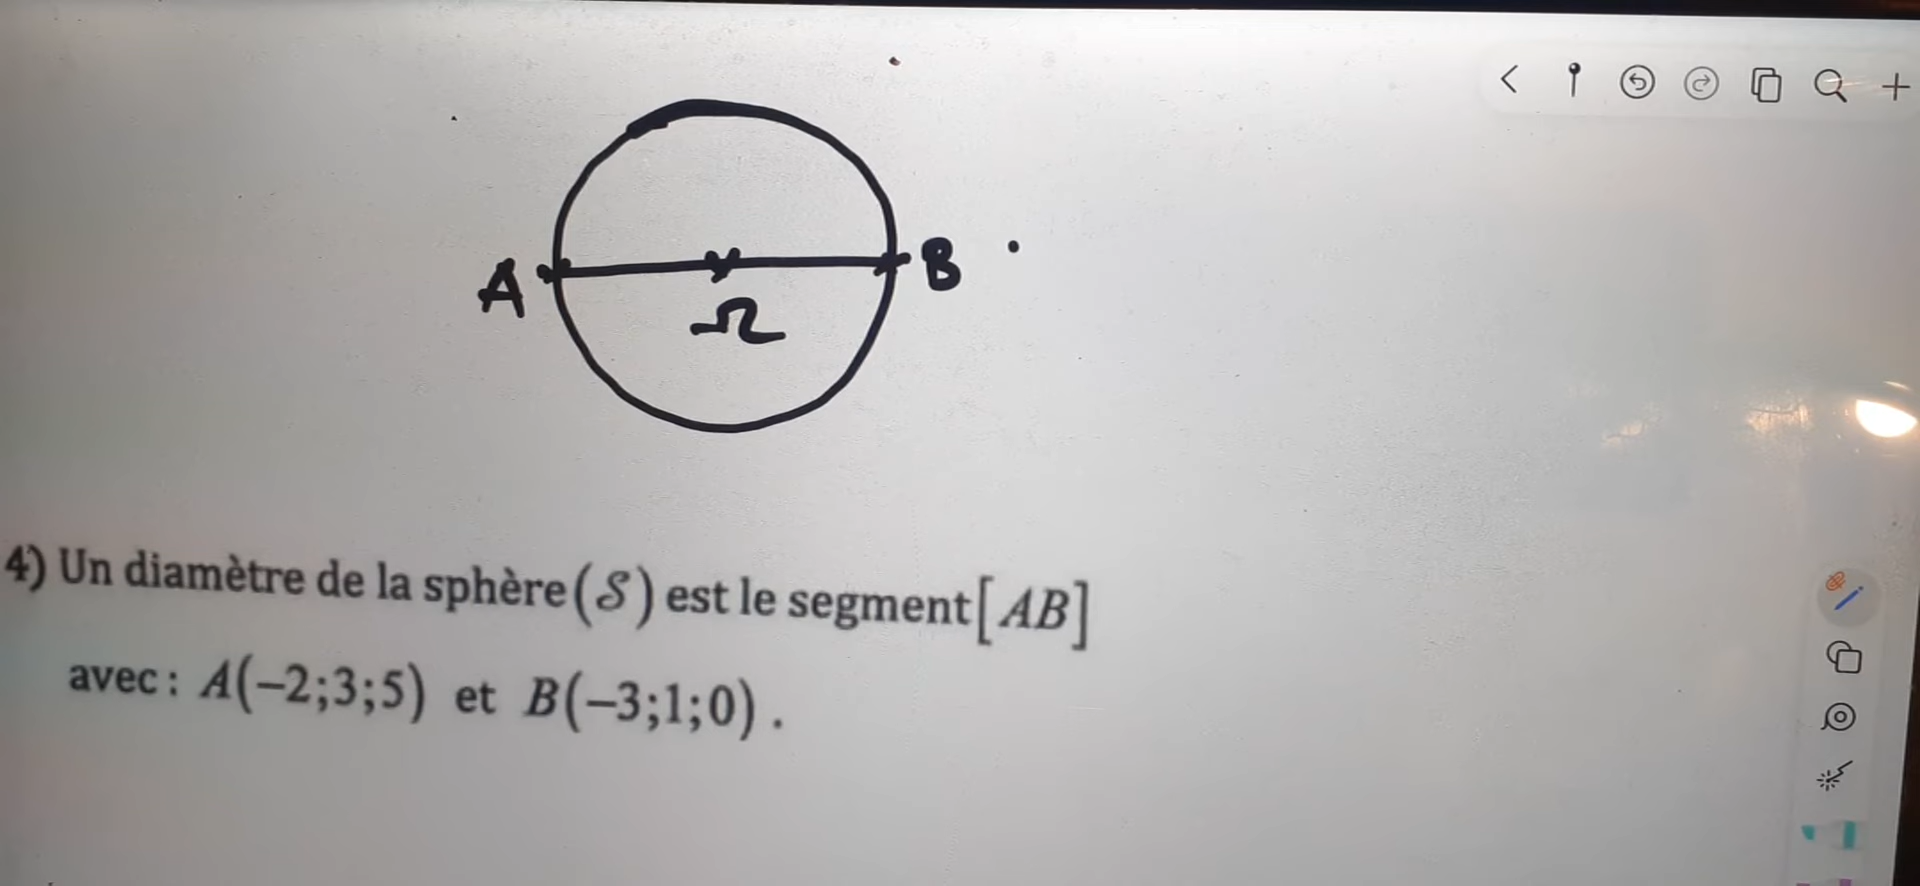 A B
Ω
4) Un diamètre de la sphère (S) est le segment [AB]
avec : A(−2;3;5) et B(−3;1;0) .